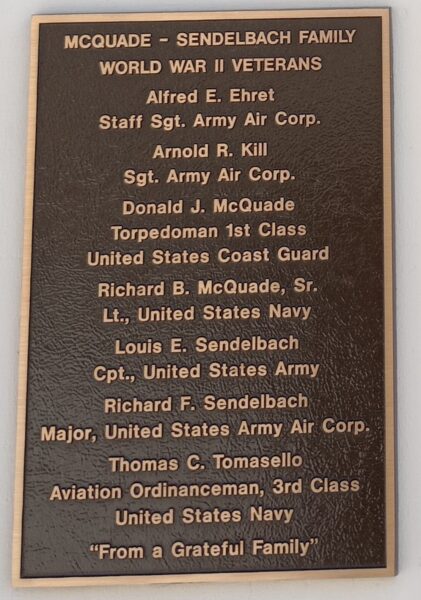 MCQUADE - SENDELBACH FAMILY
WORLD WAR II VETERANS
Alfred E. Ehret
Staff Sgt. Army Air Corp.
Arnold R. Kill
Sgt. Army Air Corp.
Donald J. McQuade
Torpedoman 1st Class
United States Coast Guard
Richard B. McQuade, Sr.
Lt., United States Navy
Louis E. Sendelbach
Cpt., United States Army
Richard F. Sendelbach
Major, United States Army Air Corp.
Thomas C. Tomasello
Aviation Ordinanceman, 3rd Class
United States Navy
“From a Grateful Family”